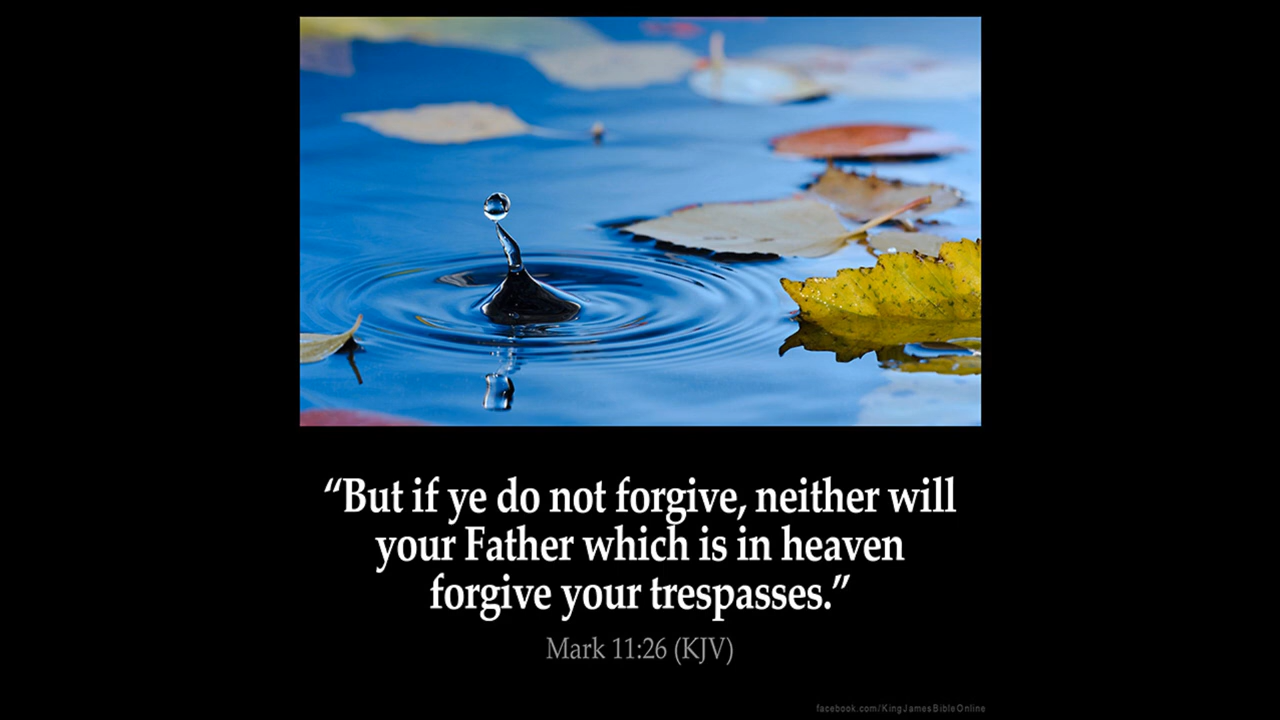 “But if ye do not forgive, neither will
your Father which is in heaven
forgive your trespasses.”
Mark 11:26 (KJV)
facebook.com/KingJamesBibleOnline